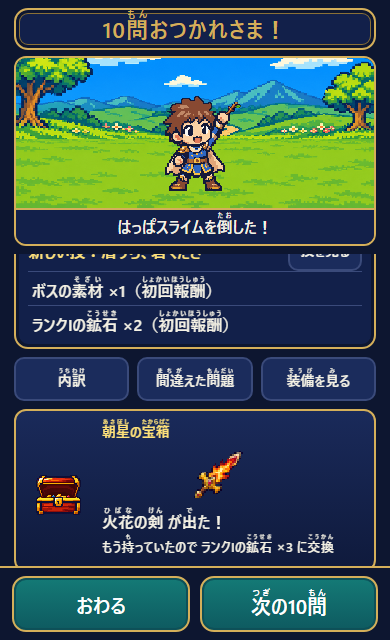 10問おつかれさま！
はっぱスライムを倒した！
ボスの素材 ×1（初回報酬）
ランクIの鉱石 ×2（初回報酬）
内訳
間違えた問題
装備を見る
朝星の宝箱
火花の剣 が出た！
もう持っていたので ランクIの鉱石 ×3 に交換
おわる
次の10問